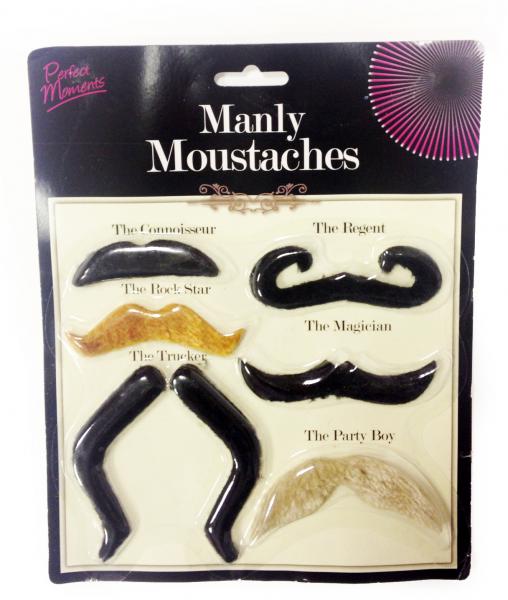 Perfect
Moments
Manly
Moustaches
The Connoisseur
The Regent
The Rock Star
The Magician
The Trucker
The Party Boy